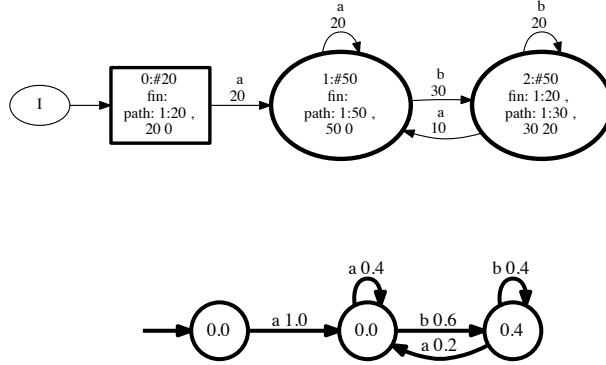 a
20
b
20
I
0:#20
fin:
path: 1:20 ,
20 0
a
20
1:#50
fin:
path: 1:50 ,
50 0
b
30
a
10
2:#50
fin: 1:20 ,
path: 1:30 ,
30 20
a 0.4
b 0.4
0.0
a 1.0
0.0
b 0.6
a 0.2
0.4